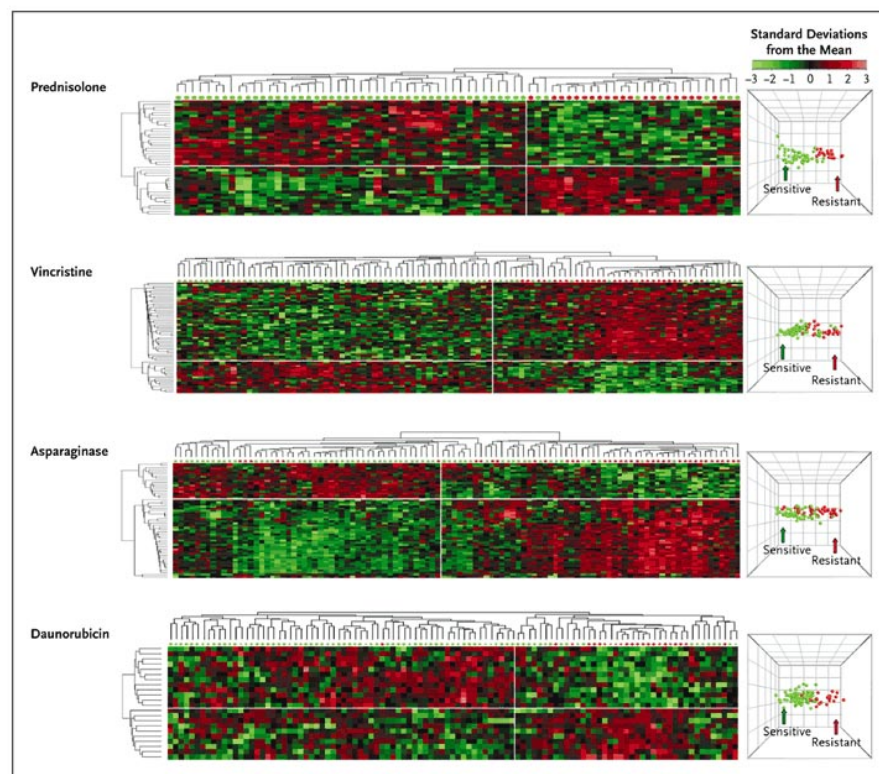 Standard Deviations
from the Mean
−3 −2 −1 0 1 2 3
Prednisolone
Sensitive
Resistant
Vincristine
Sensitive
Resistant
Asparaginase
Sensitive
Resistant
Daunorubicin
Sensitive
Resistant